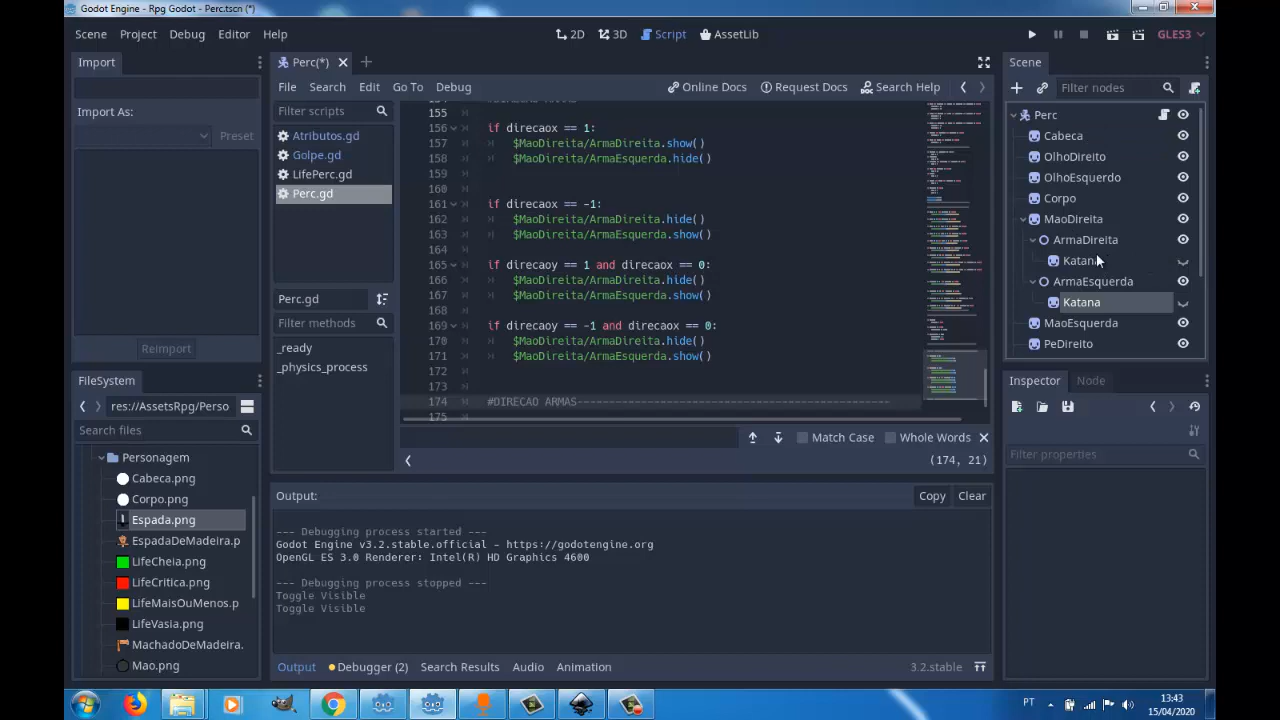 Godot Engine - Rpg Godot - Perc.tscn (*)
Scene Project Debug Editor Help
2D 3D Script AssetLib
GLES3
Import
Import As:
Preset
Reimport
Perc(*)
File Search Edit Go To Debug
Online Docs Request Docs Search Help
Filter scripts
Atributos.gd
Golpe.gd
LifePerc.gd
Perc.gd
Perc.gd
Filter methods
_ready
_physics_process
155
156 if direcaox == 1:
157 $MaoDireita/ArmaDireita.show()
158 $MaoDireita/ArmaEsquerda.hide()
159
160
161 if direcaox == -1:
162 $MaoDireita/ArmaDireita.hide()
163 $MaoDireita/ArmaEsquerda.show()
164
165 if direcaoy == 1 and direcaox == 0:
166 $MaoDireita/ArmaDireita.hide()
167 $MaoDireita/ArmaEsquerda.show()
168
169 if direcaoy == -1 and direcaox == 0:
170 $MaoDireita/ArmaDireita.hide()
171 $MaoDireita/ArmaEsquerda.show()
172
173
174 #DIRECAO ARMAS------------------------------------------------
175
Match Case Whole Words
(174, 21)
Output:
Copy Clear
--- Debugging process started ---
Godot Engine v3.2.stable.official - https://godotengine.org
OpenGL ES 3.0 Renderer: Intel(R) HD Graphics 4600
--- Debugging process stopped ---
Toggle Visible
Toggle Visible
Output Debugger (2) Search Results Audio Animation
3.2.stable
FileSystem
res://AssetsRpg/Perso
Search files
Personagem
Cabeca.png
Corpo.png
Espada.png
EspadaDeMadeira.p
LifeCheia.png
LifeCritica.png
LifeMaisOuMenos.p
LifeVasia.png
MachadoDeMadeira.
Mao.png
Scene
Filter nodes
Perc
Cabeca
OlhoDireito
OlhoEsquerdo
Corpo
MaoDireita
ArmaDireita
Katana
ArmaEsquerda
Katana
MaoEsquerda
PeDireito
Inspector Node
Filter properties
PT
13:43
15/04/2020